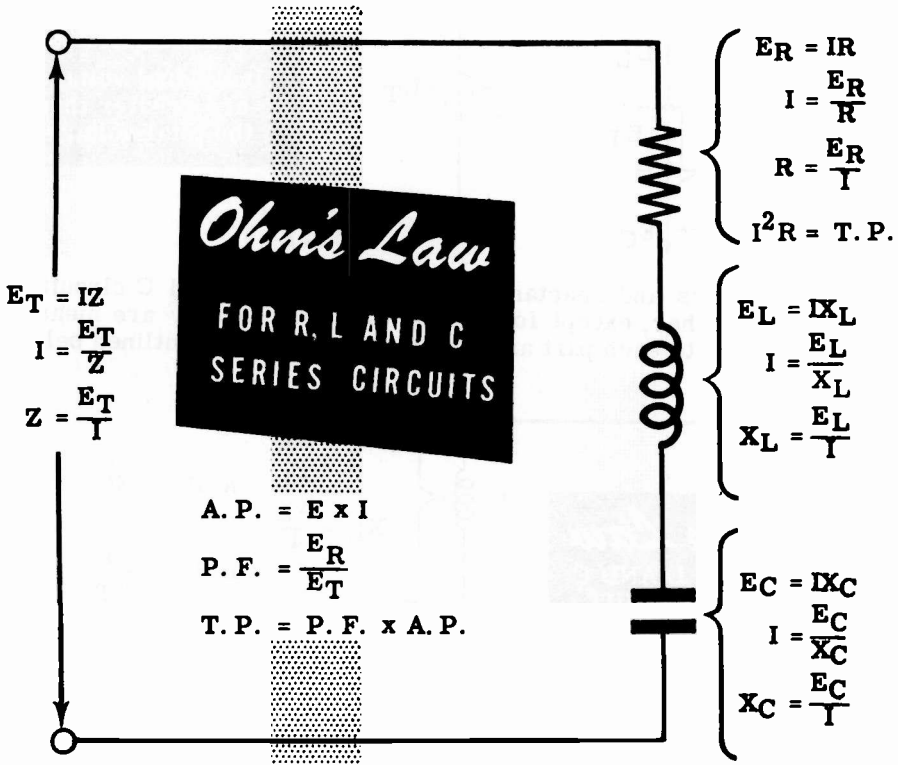 E_R = IR
I = E_R/R
R = E_R/I
I²R = T.P.
Ohm's Law
FOR R, L AND C
SERIES CIRCUITS
E_T = IZ
I = E_T/Z
Z = E_T/I
E_L = IX_L
I = E_L/X_L
X_L = E_L/I
A.P. = E x I
P.F. = E_R/E_T
T.P. = P.F. x A.P.
E_C = IX_C
I = E_C/X_C
X_C = E_C/I